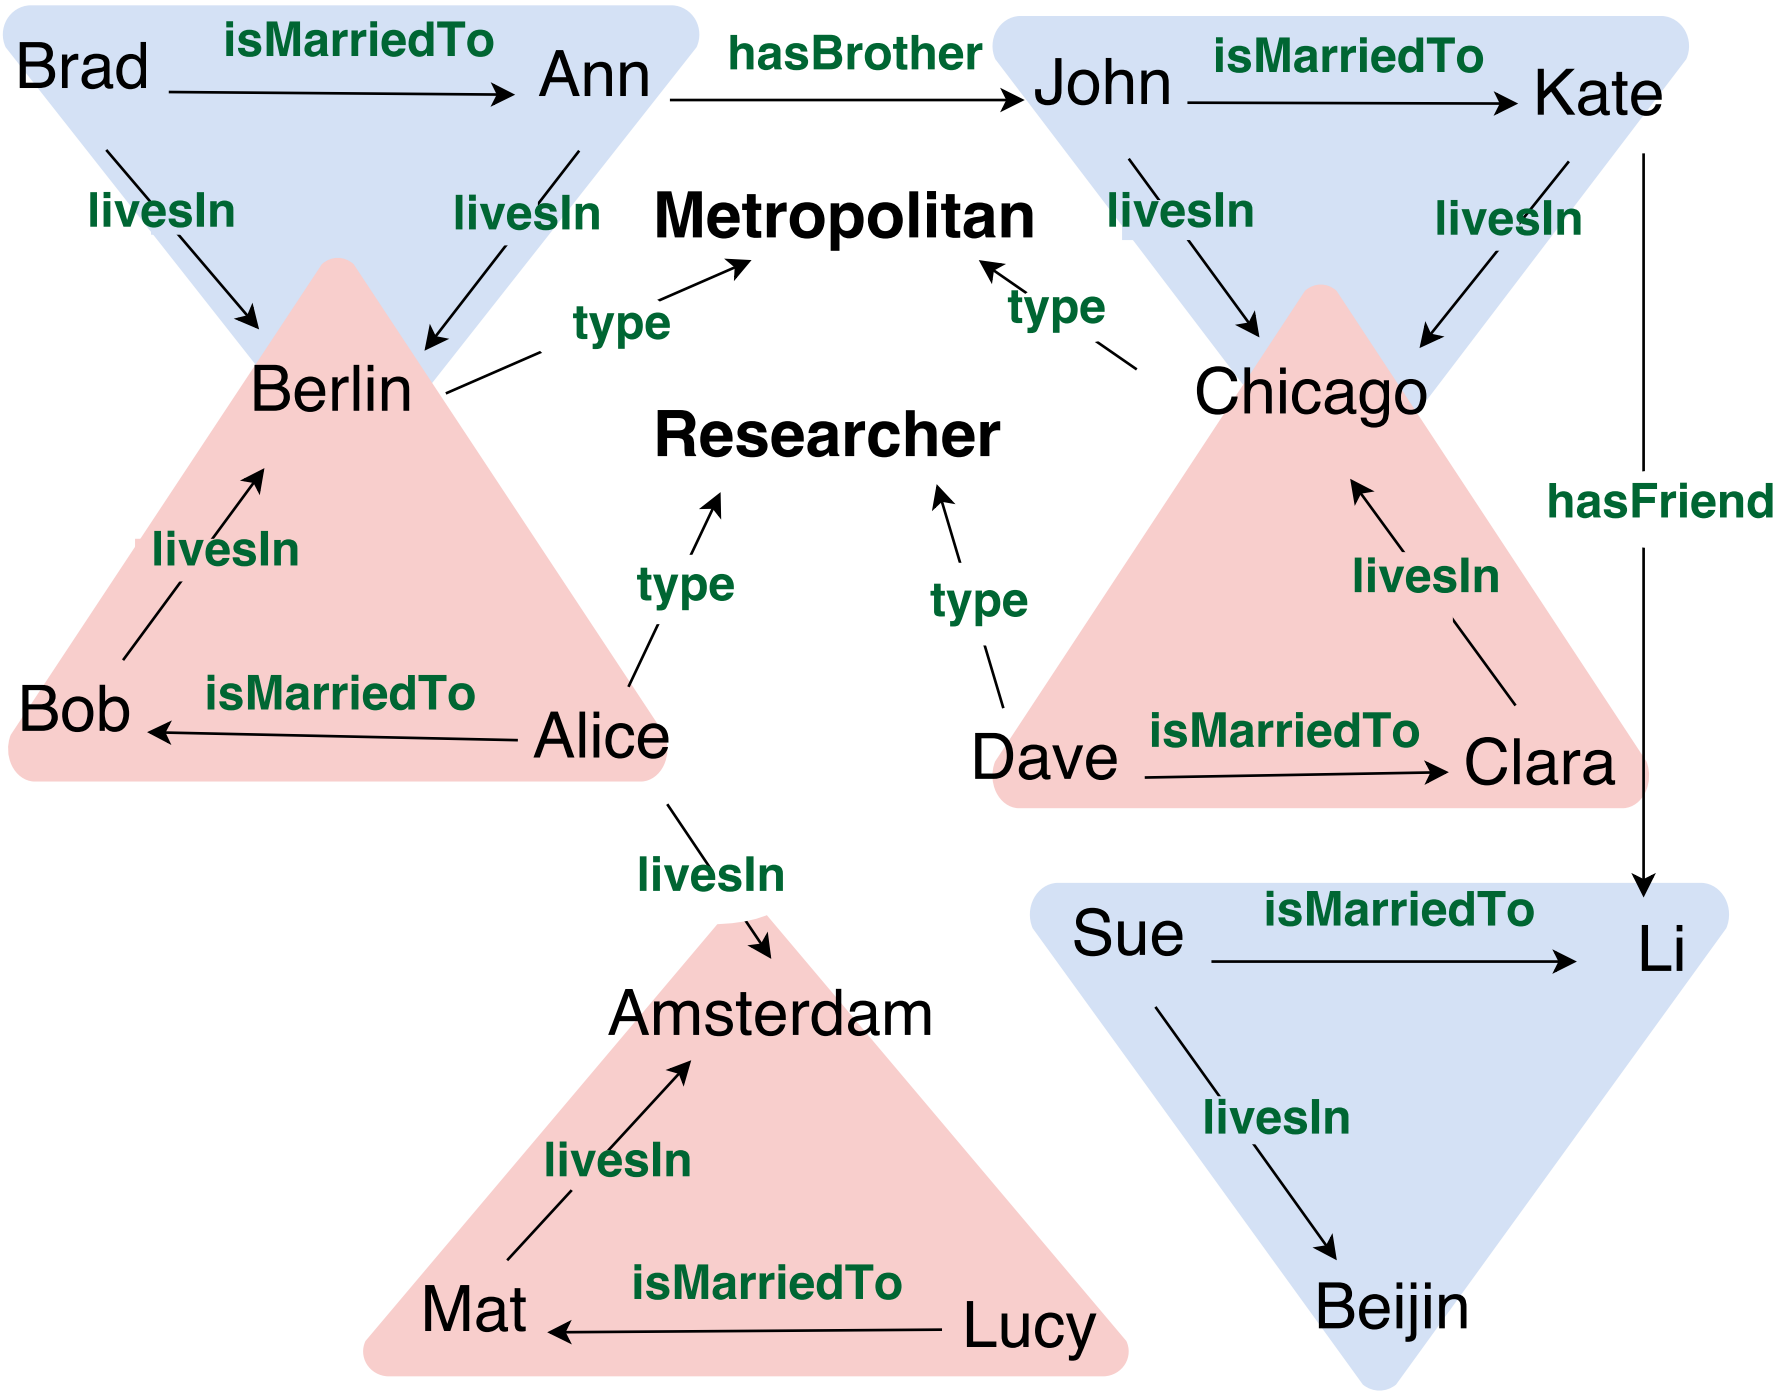 Brad
isMarriedTo
Ann
hasBrother
John
isMarriedTo
Kate
livesIn
livesIn
Metropolitan
livesIn
livesIn
type
type
Berlin
Chicago
Researcher
hasFriend
livesIn
type
type
livesIn
Bob
isMarriedTo
Alice
Dave
isMarriedTo
Clara
livesIn
Sue
isMarriedTo
Li
Amsterdam
livesIn
livesIn
Mat
isMarriedTo
Lucy
Beijin